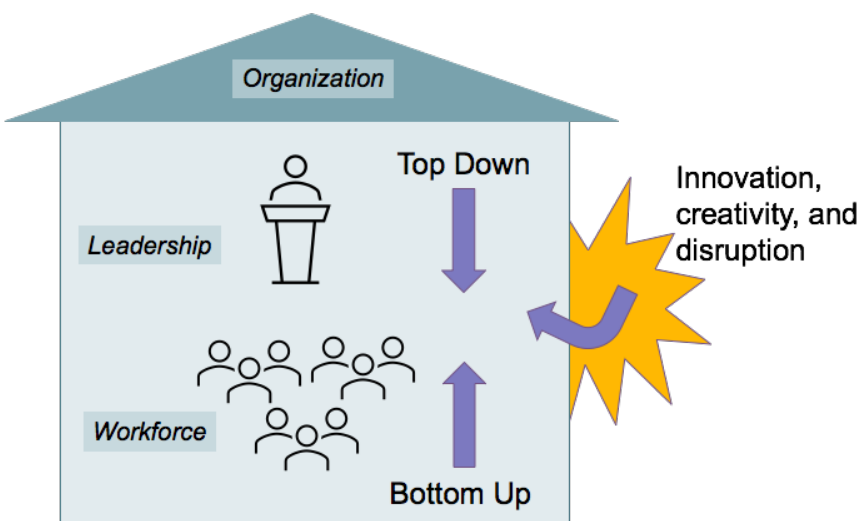 Organization
Top Down
Innovation,
creativity, and
disruption
Leadership
Workforce
Bottom Up